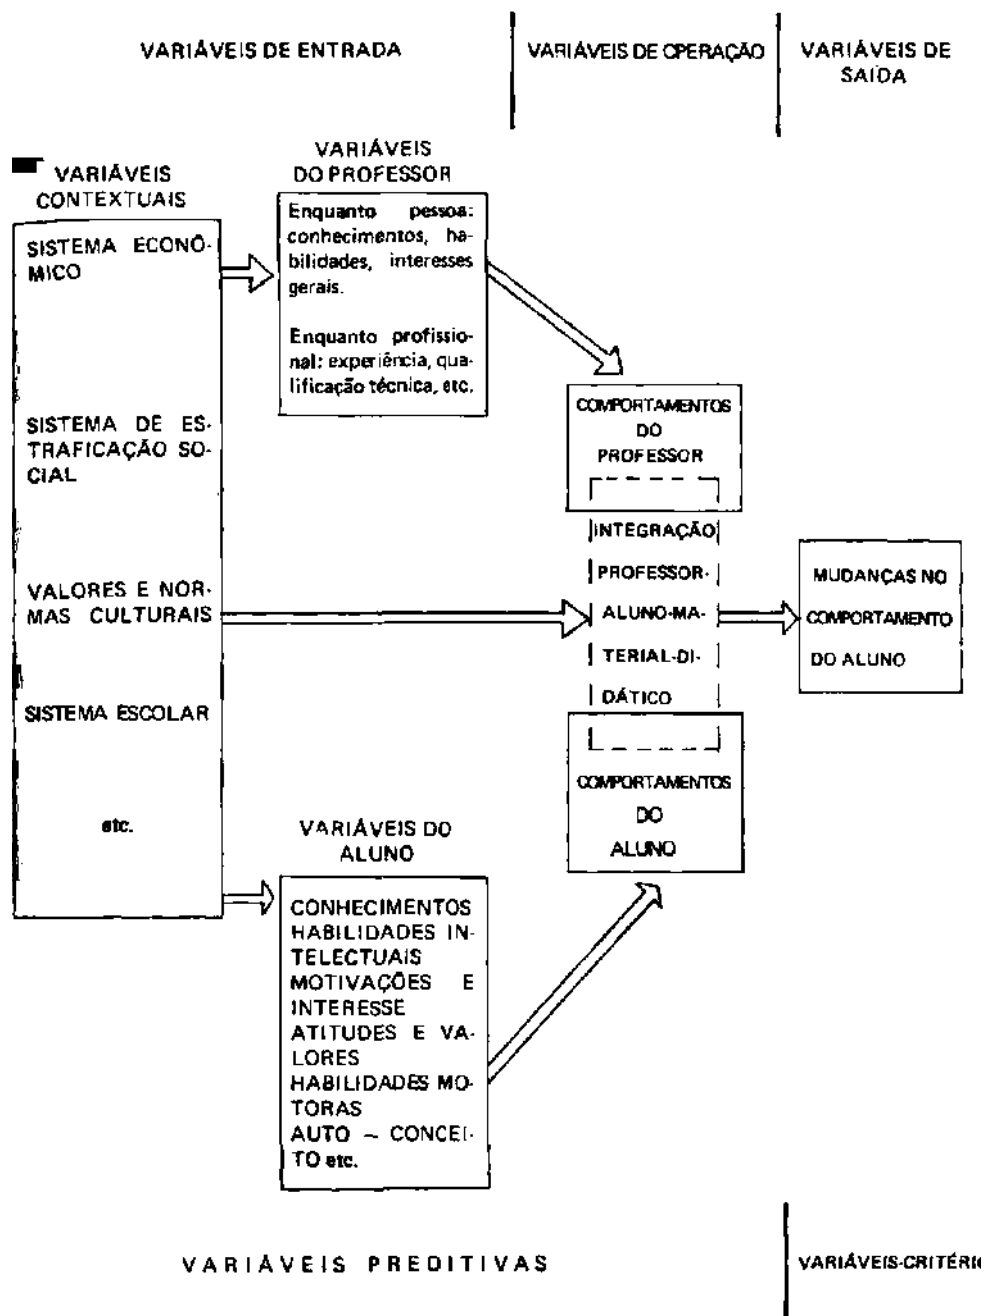 VARIÁVEIS DE ENTRADA
VARIÁVEIS DE OPERAÇÃO
VARIÁVEIS DE
SAÍDA
VARIÁVEIS
CONTEXTUAIS
SISTEMA ECONÔ-
MICO
SISTEMA DE ES-
TRAFICAÇÃO SO-
CIAL
VALORES E NOR-
MAS CULTURAIS
SISTEMA ESCOLAR
etc.
VARIÁVEIS
DO PROFESSOR
Enquanto pessoa:
conhecimentos, ha-
bilidades, interesses
gerais.
Enquanto profissio-
nal: experiência, qua-
lificação técnica, etc.
VARIÁVEIS DO
ALUNO
CONHECIMENTOS
HABILIDADES IN-
TELECTUAIS
MOTIVAÇÕES E
INTERESSE
ATITUDES E VA-
LORES
HABILIDADES MO-
TORAS
AUTO – CONCEI-
TO etc.
COMPORTAMENTOS
DO
PROFESSOR
INTEGRAÇÃO
PROFESSOR-
ALUNO-MA-
TERIAL-DI-
DÁTICO
COMPORTAMENTOS
DO
ALUNO
MUDANÇAS NO
COMPORTAMENTO
DO ALUNO
VARIÁVEIS PREDITIVAS
VARIÁVEIS-CRITÉRI